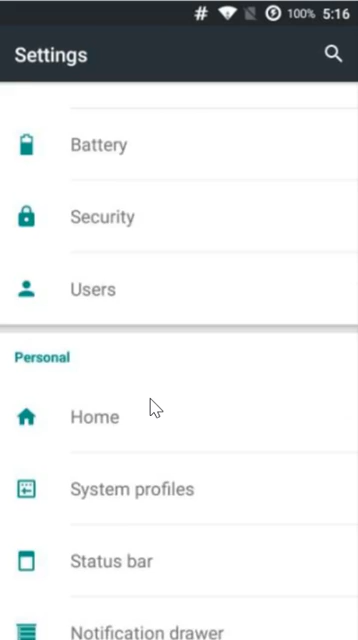 # 100% 5:16
Settings
Battery
Security
Users
Personal
Home
System profiles
Status bar
Notification drawer